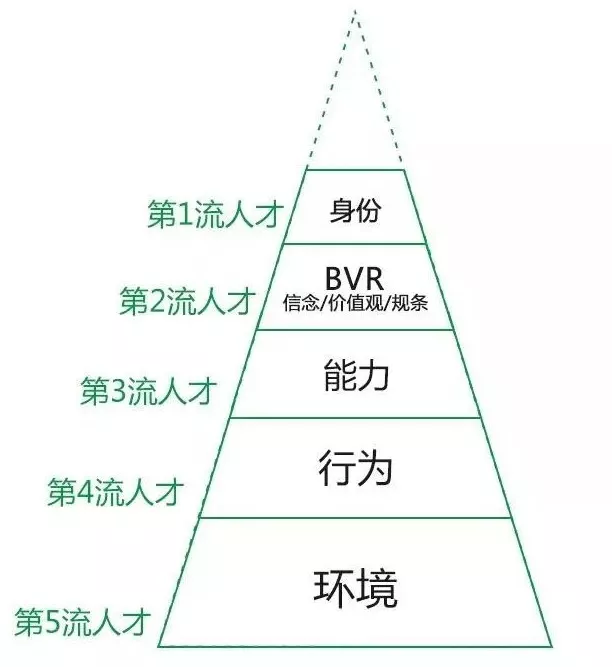 第1流人才
身份
第2流人才
BVR
信念/价值观/规条
第3流人才
能力
第4流人才
行为
第5流人才
环境